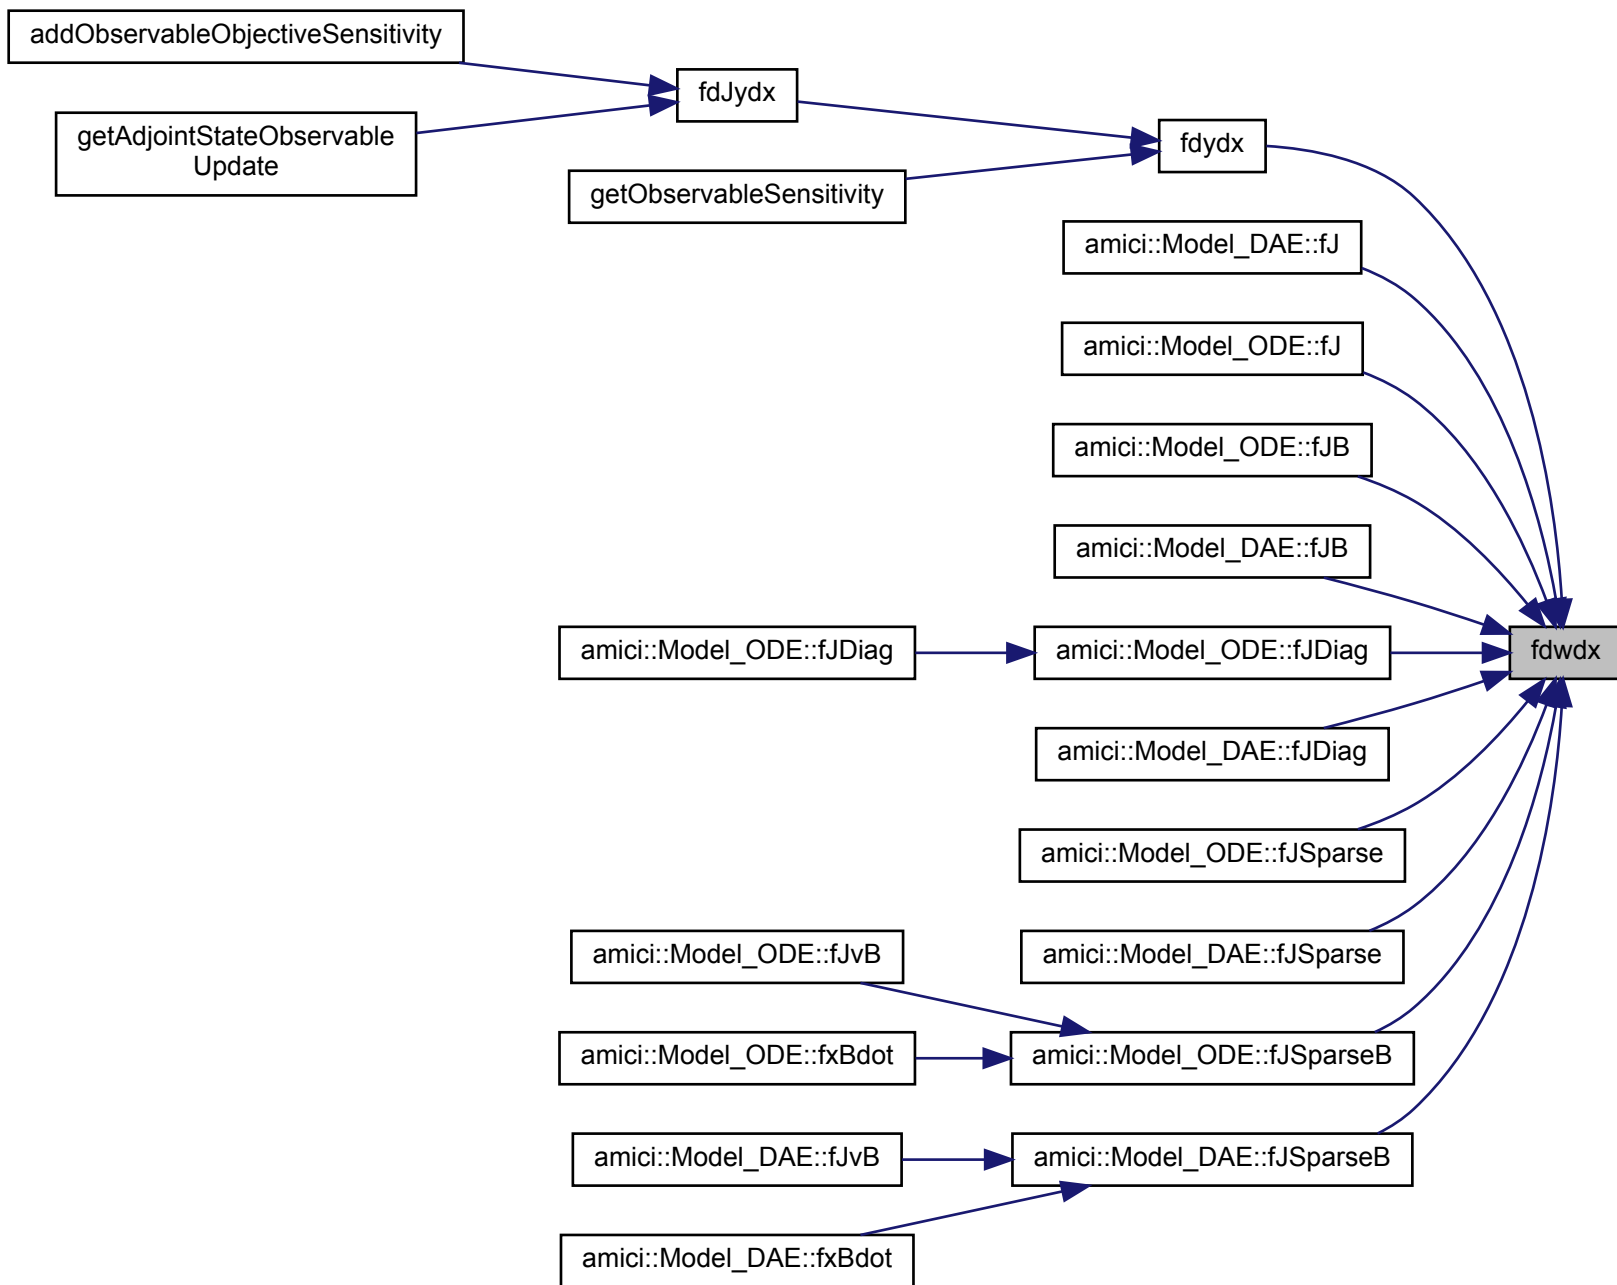 addObservableObjectiveSensitivity
fdJydx
getAdjointStateObservable
Update
fdydx
getObservableSensitivity
amici::Model_DAE::fJ
amici::Model_ODE::fJ
amici::Model_ODE::fJB
amici::Model_DAE::fJB
amici::Model_ODE::fJDiag
amici::Model_ODE::fJDiag
fdwdx
amici::Model_DAE::fJDiag
amici::Model_ODE::fJSparse
amici::Model_ODE::fJvB
amici::Model_DAE::fJSparse
amici::Model_ODE::fxBdot
amici::Model_ODE::fJSparseB
amici::Model_DAE::fJvB
amici::Model_DAE::fJSparseB
amici::Model_DAE::fxBdot